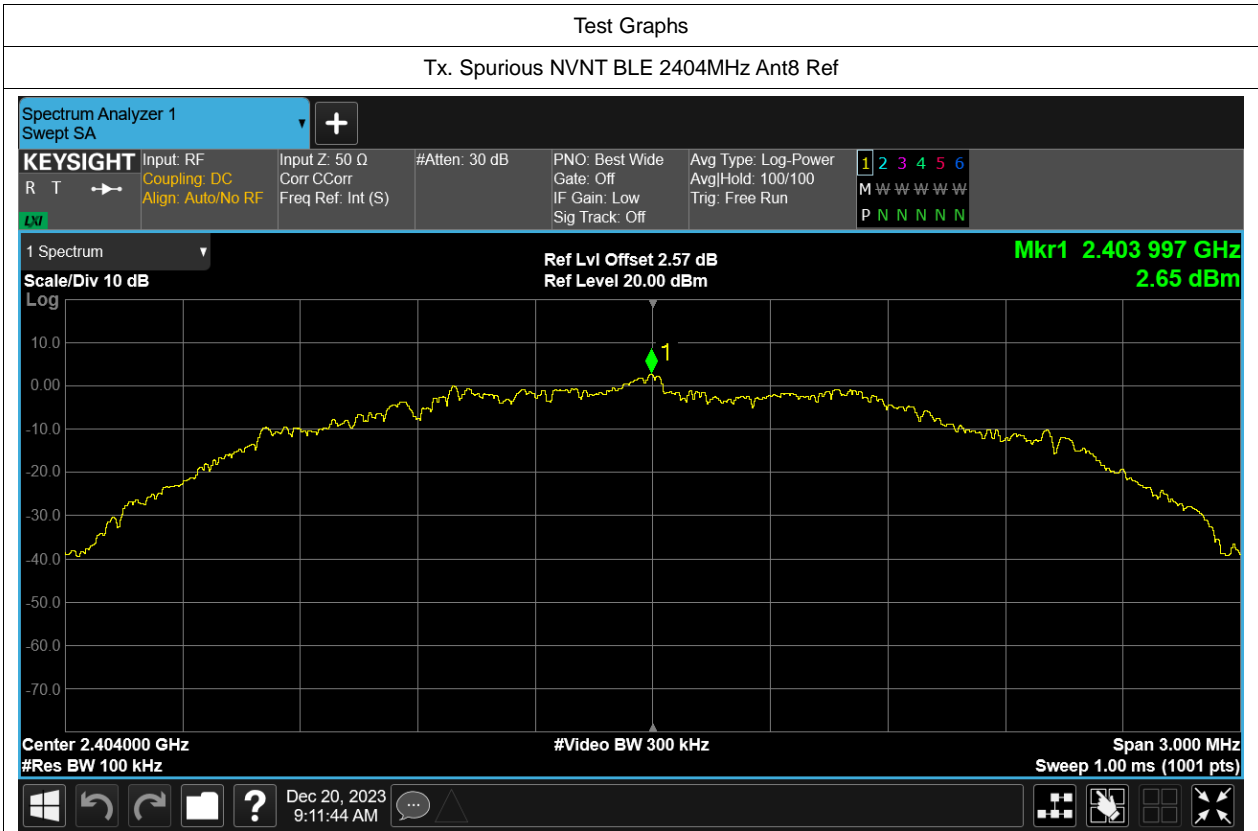 Test Graphs
Tx. Spurious NVNT BLE 2404MHz Ant8 Ref
Spectrum Analyzer 1
Swept SA
KEYSIGHT
R T
LXI
Input: RF
Coupling: DC
Align: Auto/No RF
Input Z: 50 Ω
Corr CCorr
Freq Ref: Int (S)
#Atten: 30 dB
PNO: Best Wide
Gate: Off
IF Gain: Low
Sig Track: Off
Avg Type: Log-Power
Avg|Hold: 100/100
Trig: Free Run
1 2 3 4 5 6
M W W W W W
P N N N N N
1 Spectrum
Scale/Div 10 dB
Ref Lvl Offset 2.57 dB
Ref Level 20.00 dBm
Mkr1 2.403 997 GHz
2.65 dBm
Log
10.0
0.00
-10.0
-20.0
-30.0
-40.0
-50.0
-60.0
-70.0
1
Center 2.404000 GHz
#Res BW 100 kHz
#Video BW 300 kHz
Span 3.000 MHz
Sweep 1.00 ms (1001 pts)
?
Dec 20, 2023
9:11:44 AM